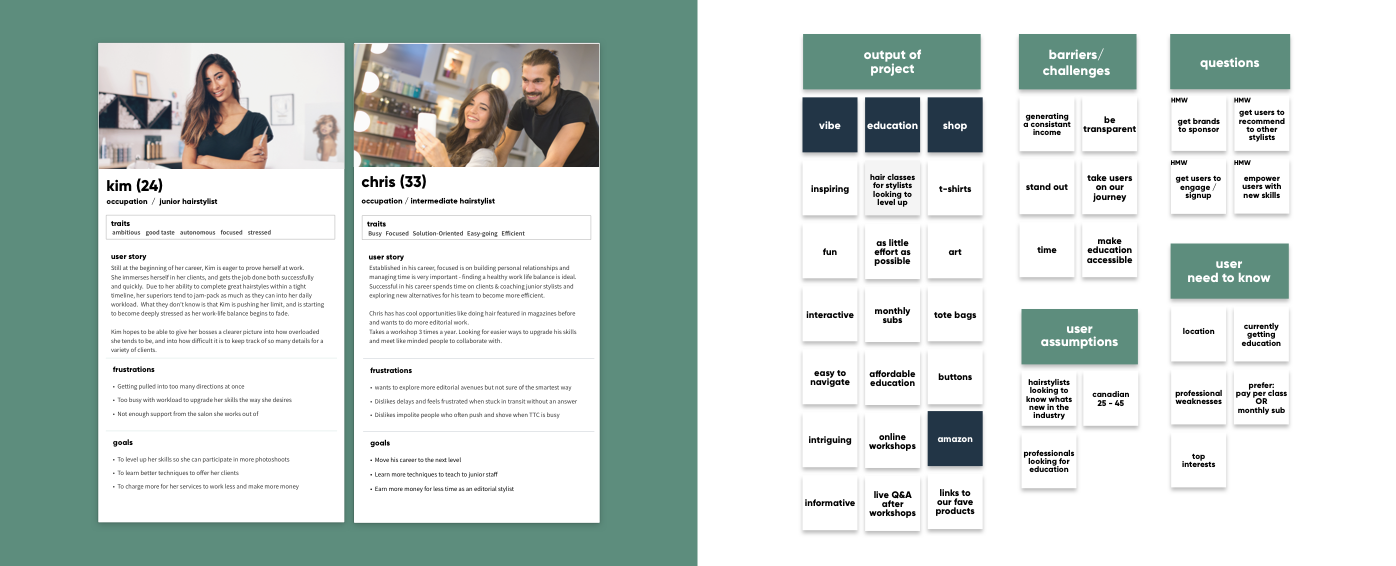 kim (24)
occupation / junior hairstylist
traits
ambitious good taste autonomous focused stressed
user story
Still at the beginning of her career, Kim is eager to prove herself at work.
She immerses herself in her clients, and gets the job done both successfully
and quickly. Due to her ability to complete great hairstyles within a tight
timeline, her superiors tend to jam-pack as much as they can into her daily
workload. What they don't know is that Kim is pushing her limit, and is starting
to become deeply stressed as her work-life balance begins to fade.
Kim hopes to be able to give her bosses a clearer picture into how overloaded
she tends to be, and into how difficult it is to keep track of so many details for a
variety of clients.
frustrations
• Getting pulled into too many directions at once
• Too busy with workload to upgrade her skills the way she desires
• Not enough support from the salon she works out of
goals
• To level up her skills so she can participate in more photoshoots
• To learn better techniques to offer her clients
• To charge more for her services to work less and make more money
chris (33)
occupation / intermediate hairstylist
traits
Busy Focused Solution-Oriented Easy-going Efficient
user story
Established in his career, focused is on building personal relationships and
managing time is very important - finding a healthy work life balance is ideal.
Successful in his career spends time on clients & coaching junior stylists and
exploring new alternatives for his team to become more efficient.
Chris has has cool opportunities like doing hair featured in magazines before
and wants to do more editorial work.
Takes a workshop 3 times a year. Looking for easier ways to upgrade his skills
and meet like minded people to collaborate with.
frustrations
• wants to explore more editorial avenues but not sure of the smartest way
• Dislikes delays and feels frustrated when stuck in transit without an answer
• Dislikes impolite people who often push and shove when TTC is busy
goals
• Move his career to the next level
• Learn more techniques to teach to junior staff
• Earn more money for less time as an editorial stylist
output of
project
vibe
inspiring
fun
interactive
easy to
navigate
intriguing
informative
education
hair classes
for stylists
looking to
level up
as little
effort as
possible
monthly
subs
affordable
education
online
workshops
live Q&A
after
workshops
shop
t-shirts
art
tote bags
buttons
amazon
links to
our fave
products
barriers/
challenges
generating
a consistant
income
be
transparent
stand out
take users
on our
journey
time
make
education
accessible
user
assumptions
hairstylists
looking to
know whats
new in the
industry
canadian
25 - 45
professionals
looking for
education
questions
HMW
get brands
to sponsor
HMW
get users to
recommend
to other
stylists
HMW
get users to
engage /
signup
HMW
empower
users with
new skills
user
need to know
location
currently
getting
education
professional
weaknesses
prefer:
pay per class
OR
monthly sub
top
interests